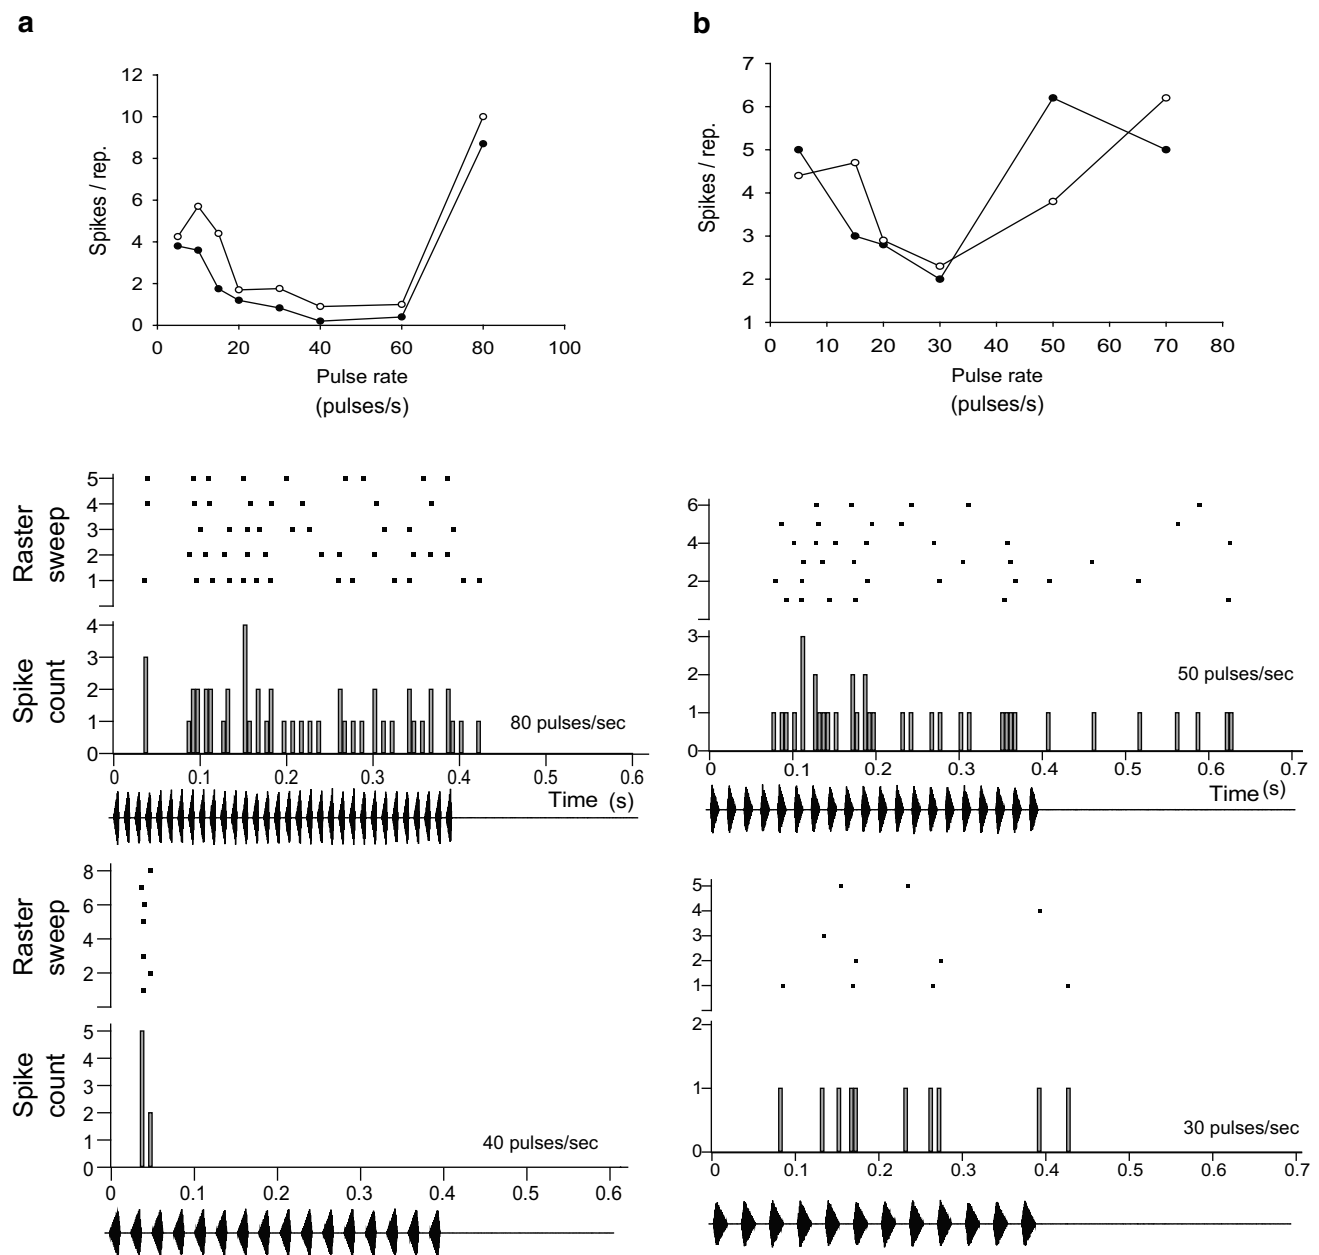 a
12
10
8
6
4
2
0
Spikes / rep.
0 20 40 60 80 100
Pulse rate
(pulses/s)
b
7
6
5
4
3
2
1
Spikes / rep.
0 10 20 30 40 50 60 70 80
Pulse rate
(pulses/s)
Raster
sweep
5
4
3
2
1
Spike
count
4
3
2
1
0
80 pulses/sec
0 0.1 0.2 0.3 0.4 0.5 0.6
Time (s)
6
4
2
3
2
1
0
50 pulses/sec
0 0.1 0.2 0.3 0.4 0.5 0.6 0.7
Time (s)
Raster
sweep
8
6
4
2
Spike
count
5
4
3
2
1
0
40 pulses/sec
0 0.1 0.2 0.3 0.4 0.5 0.6
5
4
3
2
1
2
1
0
30 pulses/sec
0 0.1 0.2 0.3 0.4 0.5 0.6 0.7